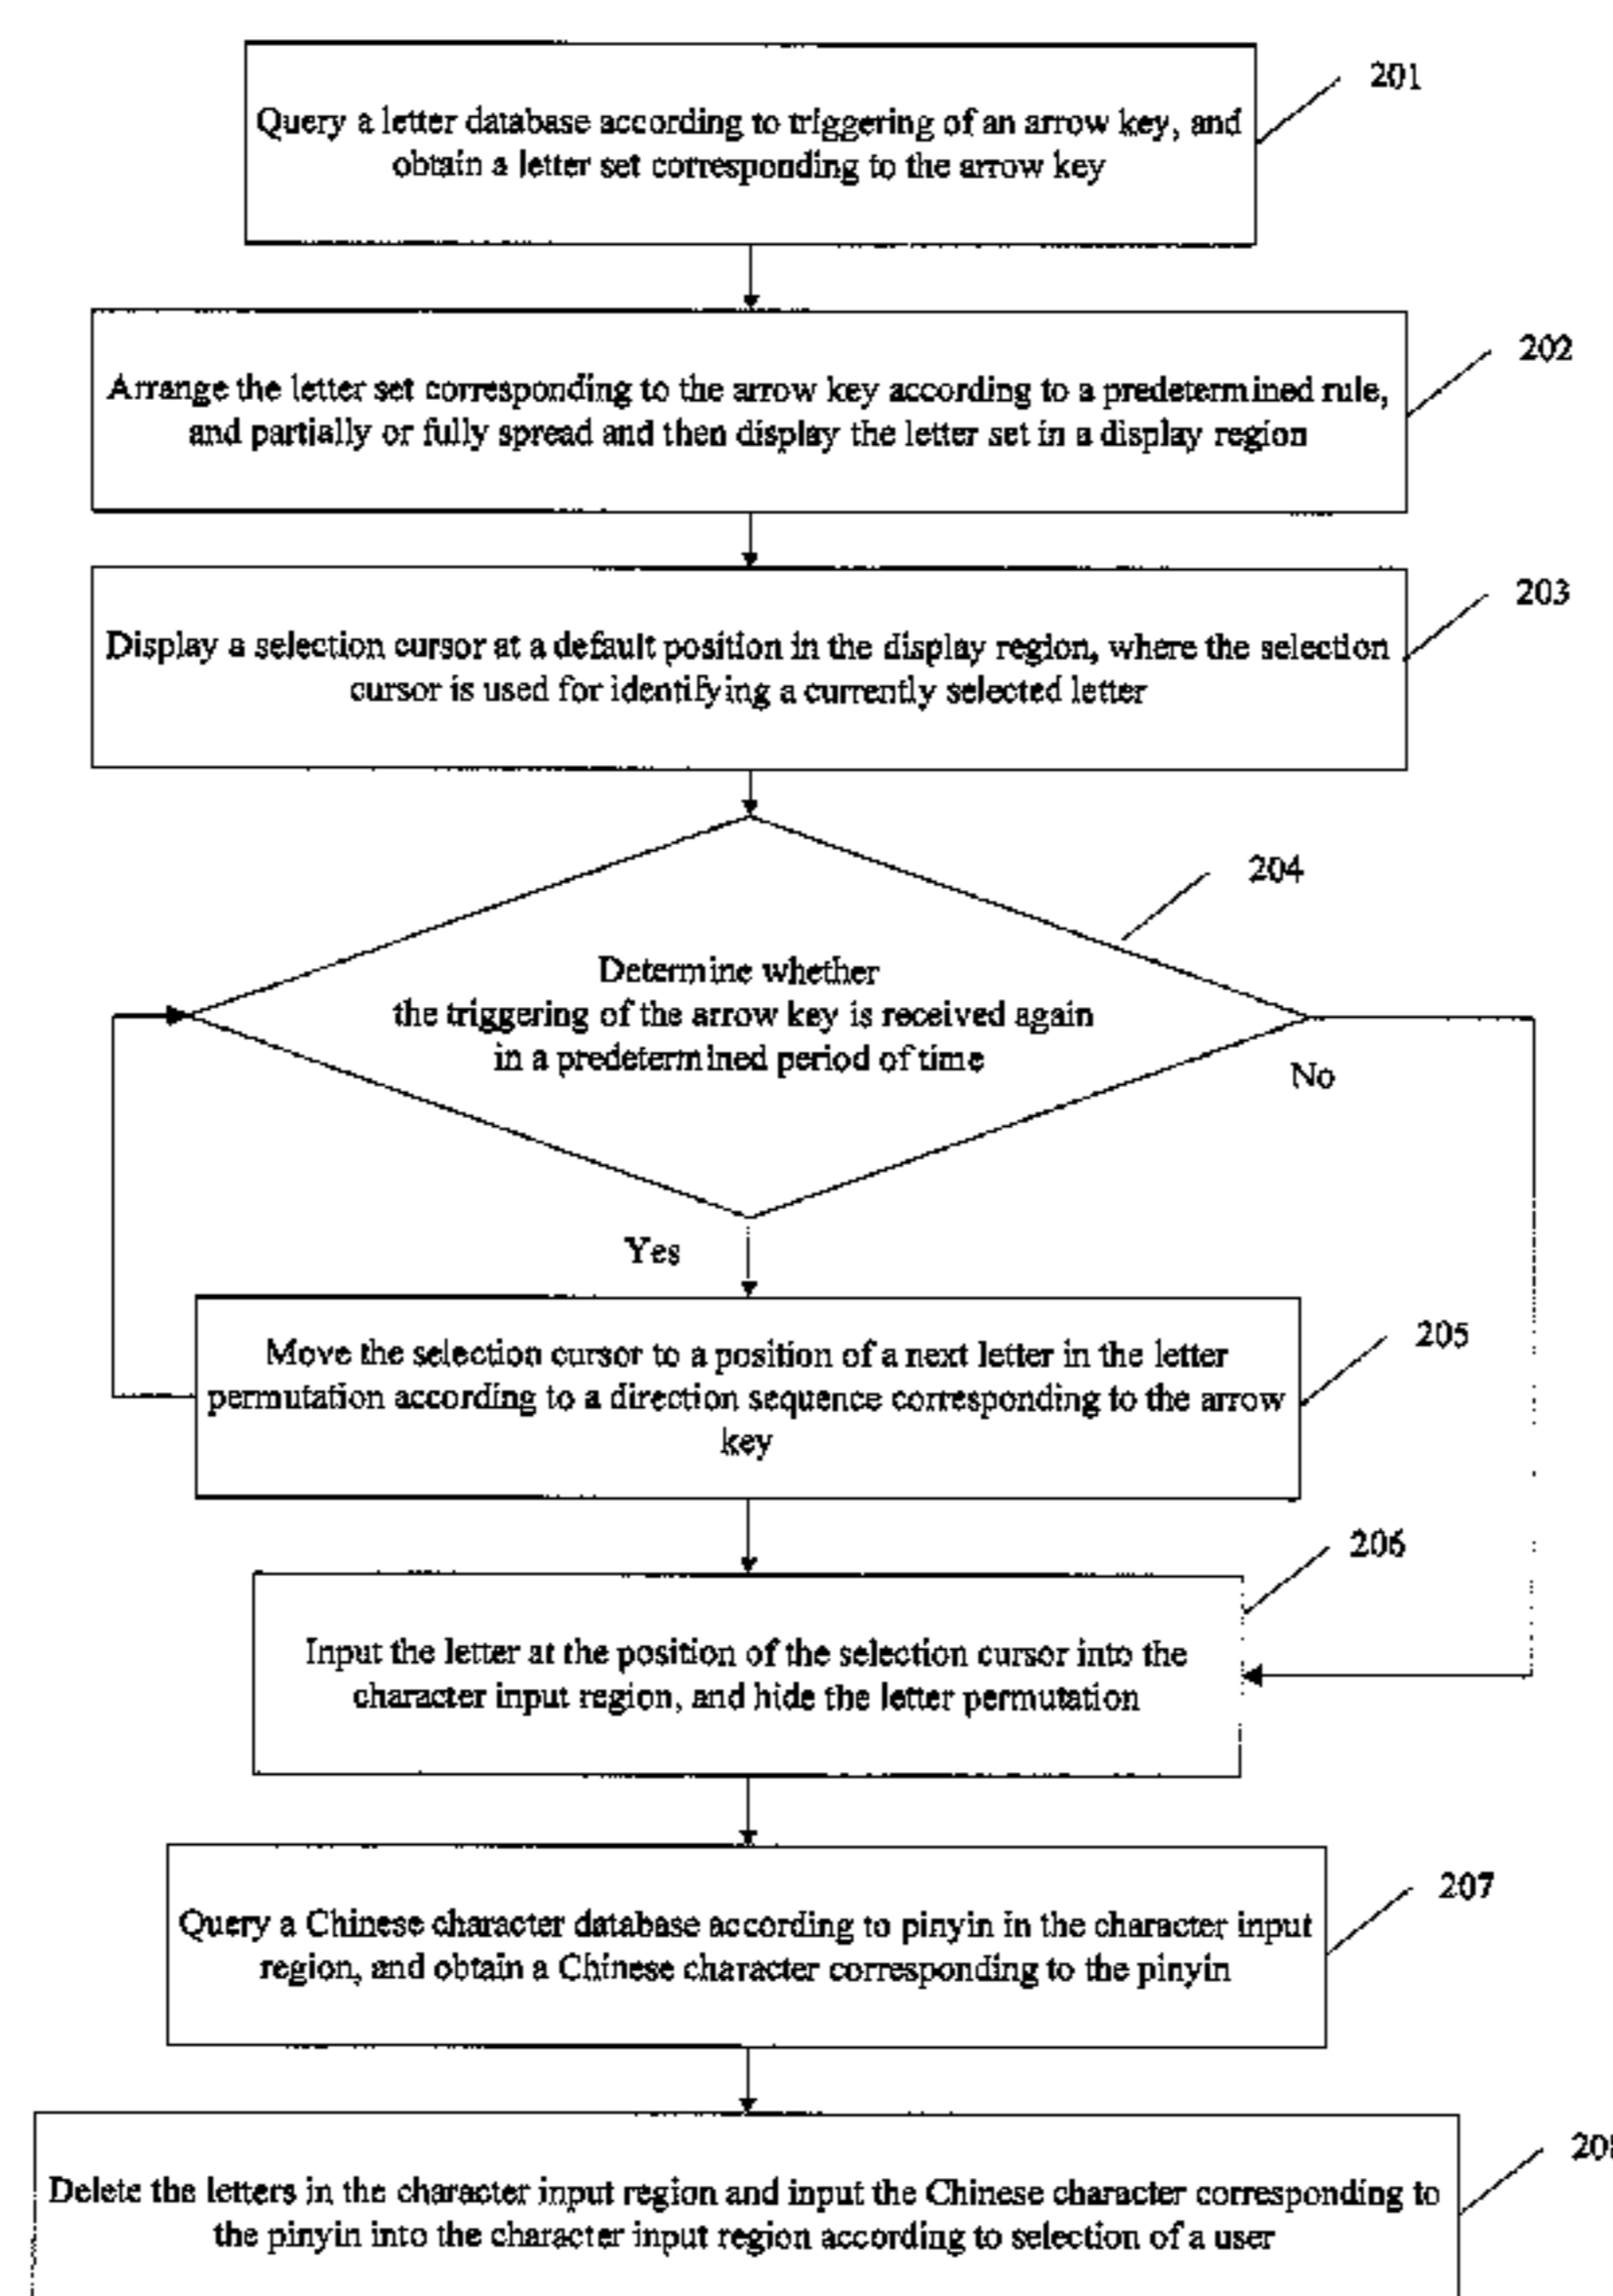 201
Query a letter database according to triggering of an arrow key, and
obtain a letter set corresponding to the arrow key
202
Arrange the letter set corresponding to the arrow key according to a predetermined rule,
and partially or fully spread and then display the letter set in a display region
203
Display a selection cursor at a default position in the display region, where the selection
cursor is used for identifying a currently selected letter
204
Determine whether
the triggering of the arrow key is received again
in a predetermined period of time
No
Yes
205
Move the selection cursor to a position of a next letter in the letter
permutation according to a direction sequence corresponding to the arrow
key
206
Input the letter at the position of the selection cursor into the
character input region, and hide the letter permutation
207
Query a Chinese character database according to pinyin in the character input
region, and obtain a Chinese character corresponding to the pinyin
Delete the letters in the character input region and input the Chinese character corresponding to
the pinyin into the character input region according to selection of a user